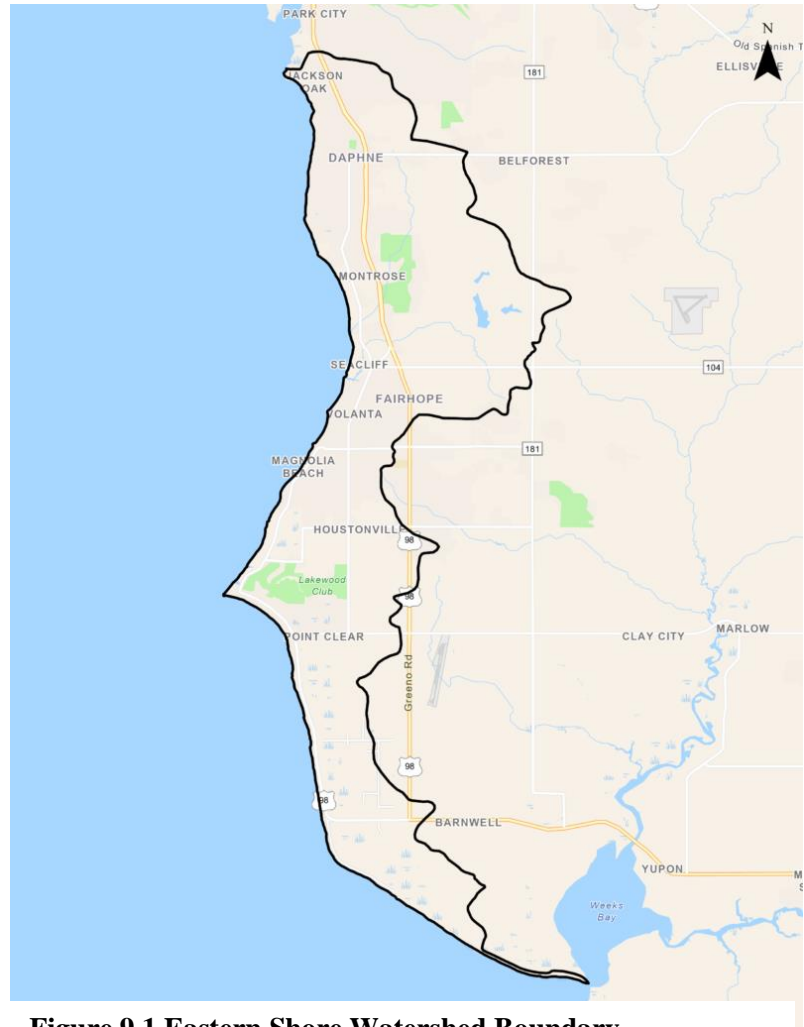 PARK CITY
N
Old Spanish T
ELLISVILLE
JACKSON
OAK
181
DAPHNE
BELFOREST
MONTROSE
SEACLIFF
104
FAIRHOPE
VOLANTA
181
MAGNOLIA
BEACH
HOUSTONVILLE
98
Lakewood
Club
98
POINT CLEAR
CLAY CITY
MARLOW
Greeno Rd
98
98
BARNWELL
YUPON
M
S
Weeks
Bay
Figure 9.1 Eastern Shore Watershed Boundary